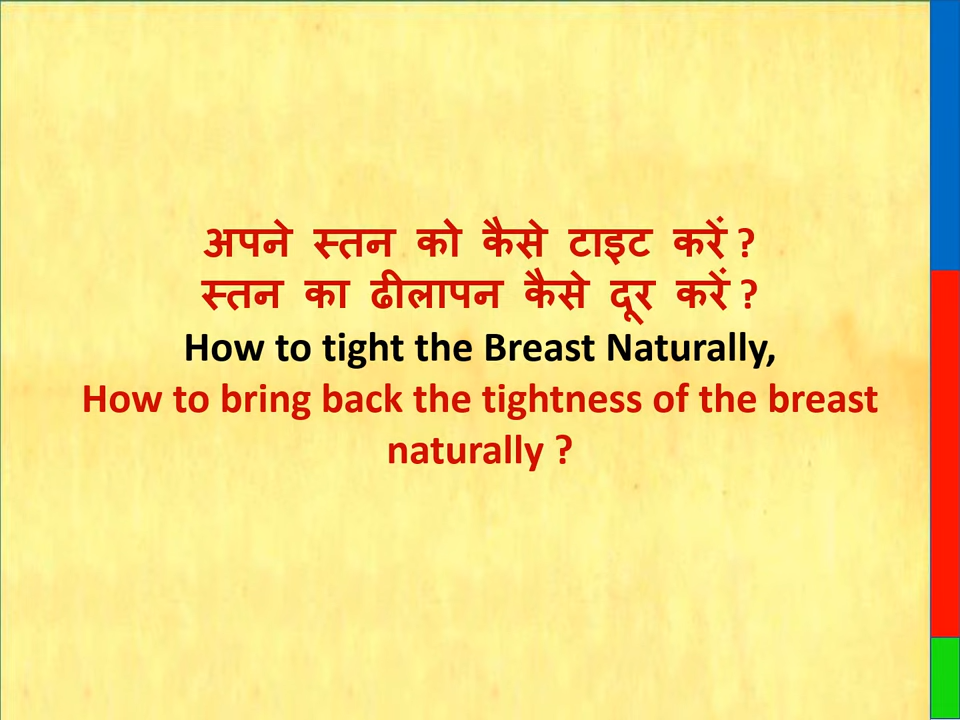 अपने स्तन को कैसे टाइट करें ?
स्तन का ढीलापन कैसे दूर करें ?
How to tight the Breast Naturally,
How to bring back the tightness of the breast
naturally ?